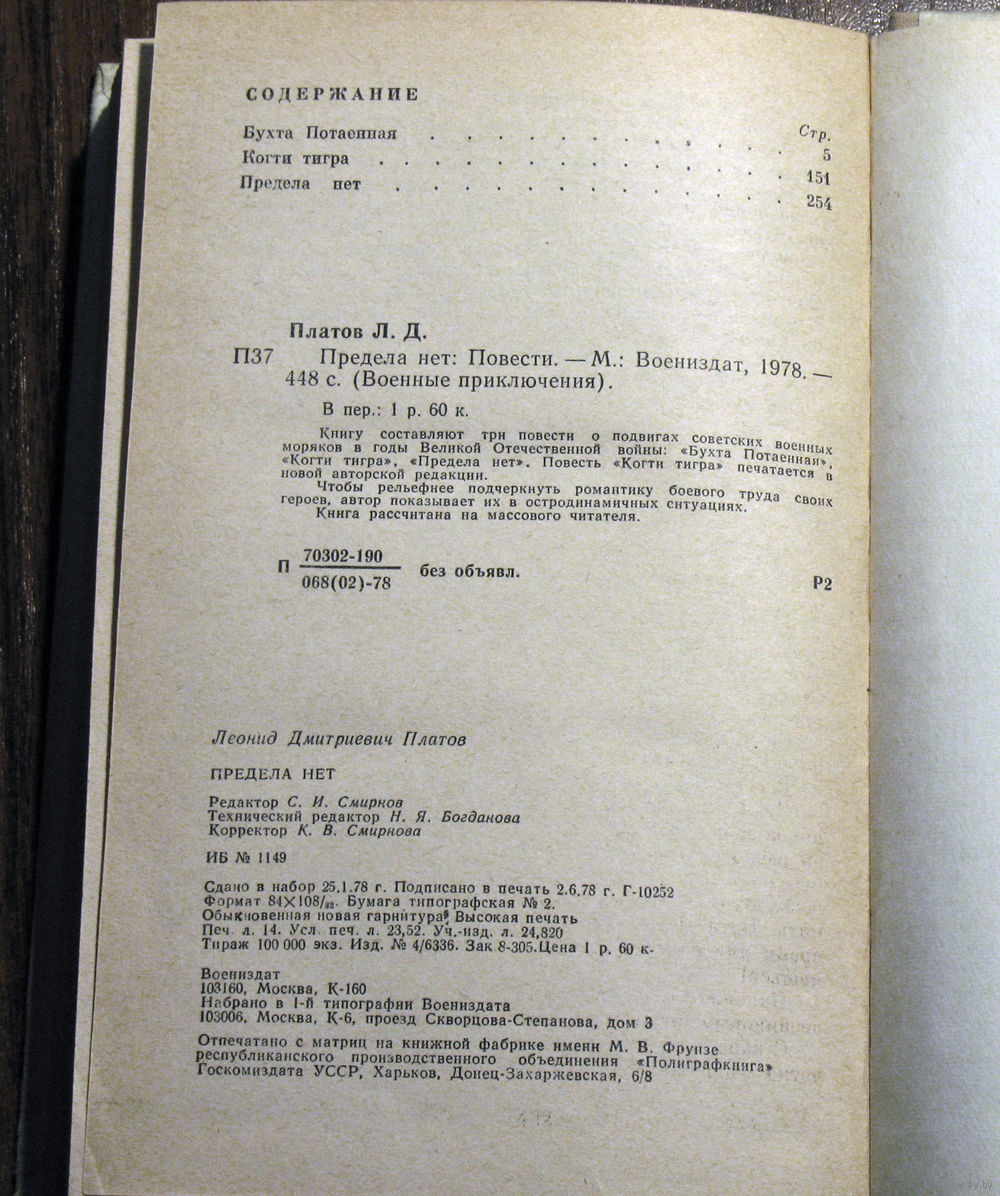 СОДЕРЖАНИЕ
Стр.
Бухта Потаенная . . . . . . . . . . . 5
Когти тигра . . . . . . . . . . . . 151
Предела нет . . . . . . . . . . . . 254
Платов Л. Д.
П37 Предела нет: Повести. — М.: Воениздат, 1978. —
448 с. (Военные приключения).
В пер.: 1 р. 60 к.
Книгу составляют три повести о подвигах советских военных
моряков в годы Великой Отечественной войны: «Бухта Потаенная»,
«Когти тигра», «Предела нет». Повесть «Когти тигра» печатается в
новой авторской редакции.
Чтобы рельефнее подчеркнуть романтику боевого труда своих
героев, автор показывает их в остродинамичных ситуациях.
Книга рассчитана на массового читателя.
70302-190
П без объявл.
068(02)-78
Р2
Леонид Дмитриевич Платов
ПРЕДЕЛА НЕТ
Редактор С. И. Смирнов
Технический редактор Н. Я. Богданова
Корректор К. В. Смирнова
ИБ № 1149
Сдано в набор 25.1.78 г. Подписано в печать 2.6.78 г. Г-10252
Формат 84×108/32. Бумага типографская № 2.
Обыкновенная новая гарнитура. Высокая печать
Печ. л. 14. Усл. печ. л. 23,52. Уч.-изд. л. 24,820
Тираж 100 000 экз. Изд. № 4/6336. Зак 8-305. Цена 1 р. 60 к.
Воениздат
103160, Москва, К-160
Набрано в 1-й типографии Воениздата
103006, Москва, К-6, проезд Скворцова-Степанова, дом 3
Отпечатано с матриц на книжной фабрике имени М. В. Фрунзе
республиканского производственного объединения «Полиграфкнига»
Госкомиздата УССР, Харьков, Донец-Захаржевская, 6/8